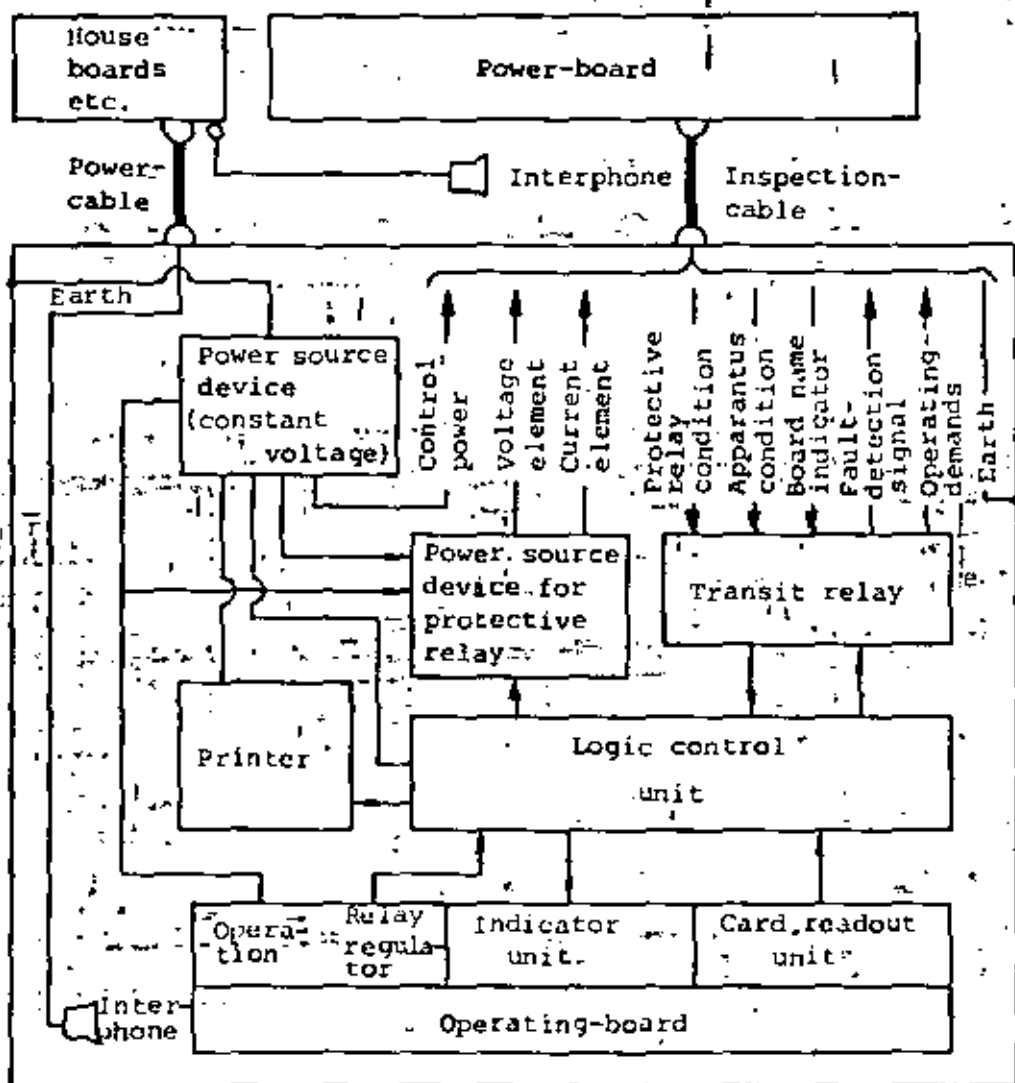 House
boards
etc.
Power-board
Power-
cable
Interphone
Inspection-
cable
Earth
Power source
device
(constant
voltage)
Control
power
Voltage
element
Current
element
Protective
relay
condition
Apparantus
condition
Board name
indicator
Fault-
detection
signal
Operating-
demands
Earth
Power source
device for
protective
relay
Transit relay
Printer
Logic control
unit
Opera-
tion
Relay
regula
tor
Indicator
unit
Card readout
unit
Inter
phone
Operating-board